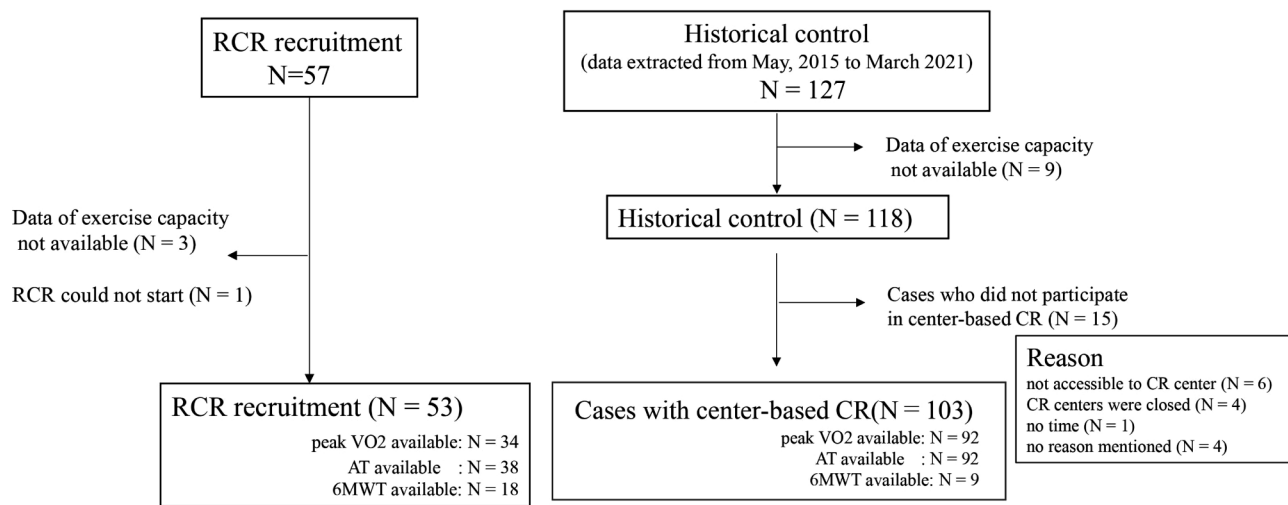 RCR recruitment
N=57
Data of exercise capacity
not available (N = 3)
RCR could not start (N = 1)
RCR recruitment (N = 53)
peak VO2 available: N = 34
AT available : N = 38
6MWT available: N = 18
Historical control
(data extracted from May, 2015 to March 2021)
N = 127
Data of exercise capacity
not available (N = 9)
Historical control (N = 118)
Cases who did not participate
in center-based CR (N = 15)
Reason
not accessible to CR center (N = 6)
CR centers were closed (N = 4)
no time (N = 1)
no reason mentioned (N = 4)
Cases with center-based CR(N = 103)
peak VO2 available: N = 92
AT available : N = 92
6MWT available: N = 9